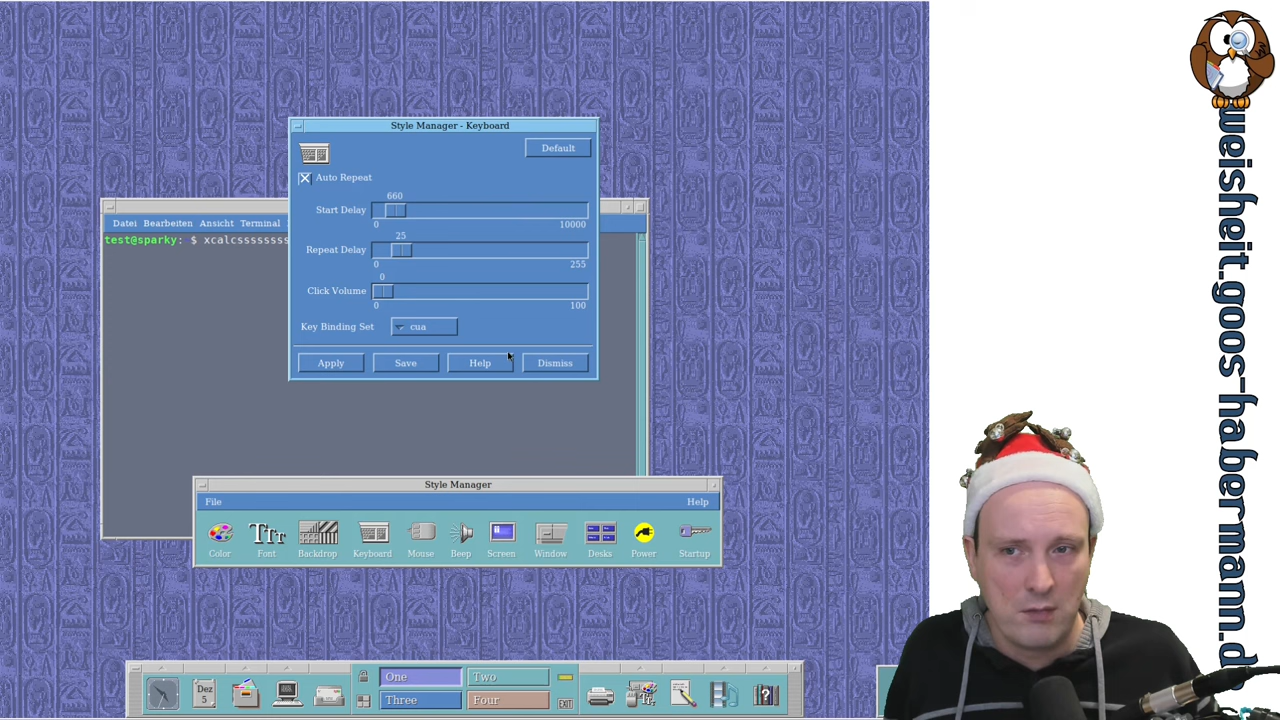 Style Manager - Keyboard
Default
Auto Repeat
660
Start Delay
0 10000
25
Repeat Delay
0 255
0
Click Volume
0 100
Key Binding Set cua
Apply Save Help Dismiss
Datei Bearbeiten Ansicht Terminal
test@sparky: $ xcalcssssssss
Style Manager
File Help
Color Font Backdrop Keyboard Mouse Beep Screen Window Desks Power Startup
Dez
5
One Two
Three Four
EXIT
weisheit.goos-habermann.d